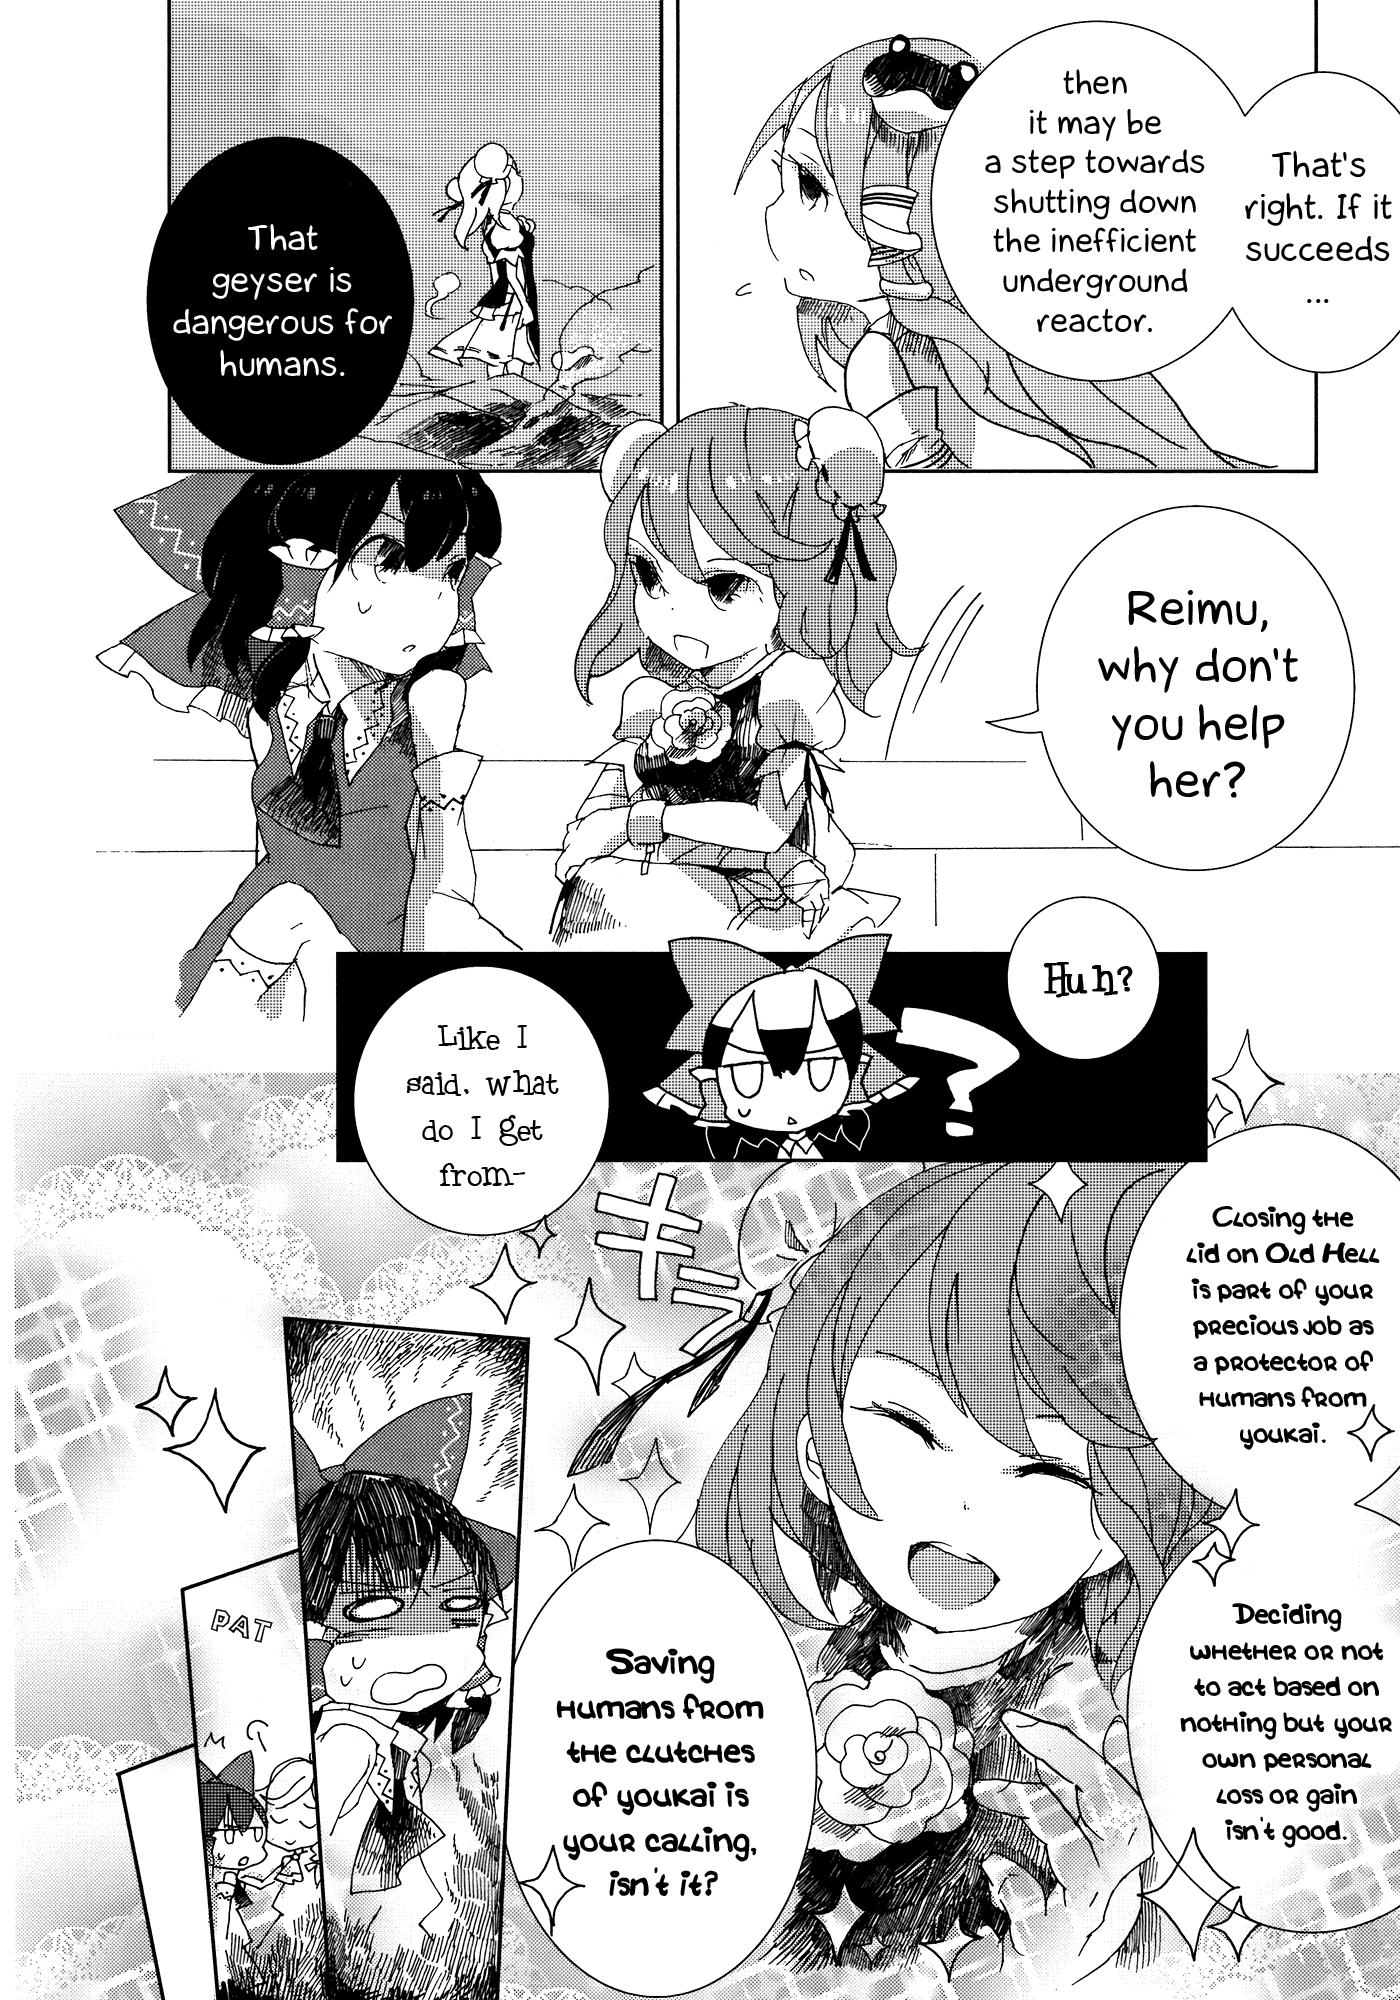 That's
right. If it
succeeds
...
then
it may be
a step towards
shutting down
the inefficient
underground
reactor.
That
geyser is
dangerous for
humans.
Reimu,
why don't
you help
her?
Huh?
Like I
said, what
do I get
from-
Closing the
lid on Old Hell
is part of your
precious job as
a protector of
humans from
youkai.
キラ
Deciding
whether or not
to act based on
nothing but your
own personal
loss or gain
isn't good.
Saving
humans from
the clutches
of youkai is
your calling,
isn't it?
PAT